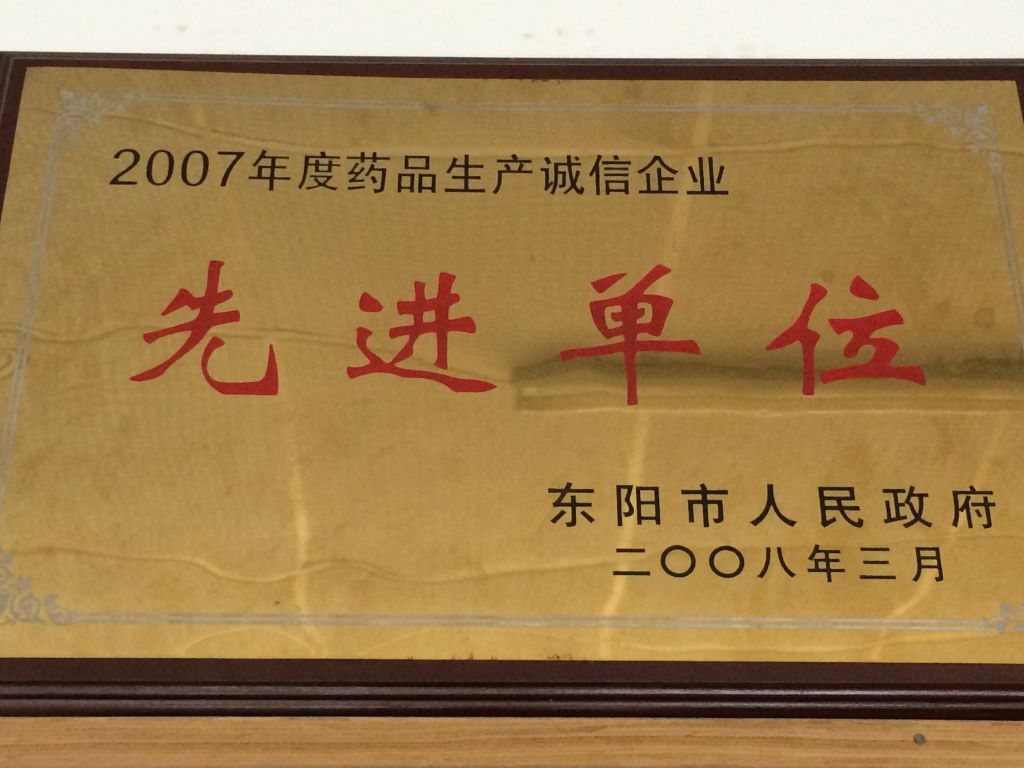 2007年度药品生产诚信企业
先进单位
东阳市人民政府
二〇〇八年三月